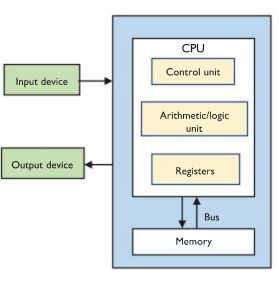 CPU
Control unit
Input device
Arithmetic/logic
unit
Output device
Registers
Bus
Memory